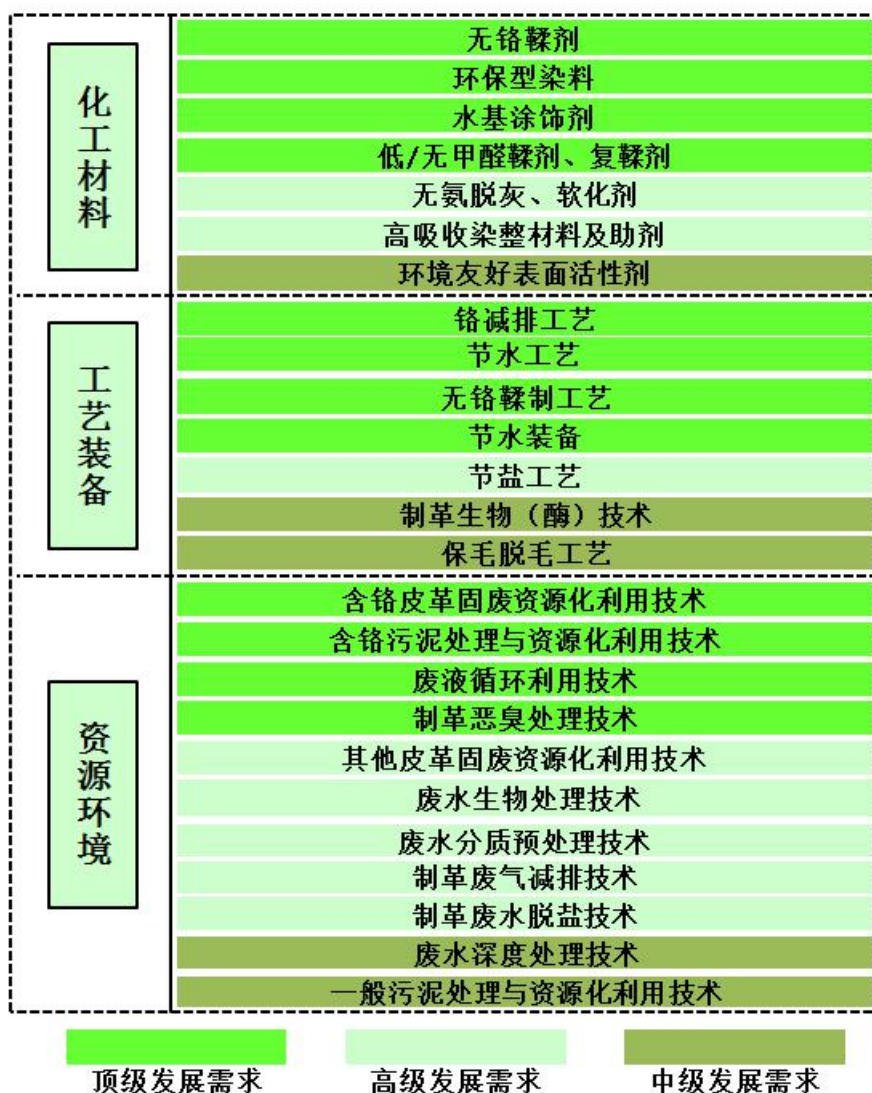 化工材料
无铬鞣剂
环保型染料
水基涂饰剂
低/无甲醛鞣剂、复鞣剂
无氨脱灰、软化剂
高吸收染整材料及助剂
环境友好表面活性剂
工艺装备
铬减排工艺
节水工艺
无铬鞣制工艺
节水装备
节盐工艺
制革生物（酶）技术
保毛脱毛工艺
资源环境
含铬皮革固废资源化利用技术
含铬污泥处理与资源化利用技术
废液循环利用技术
制革恶臭处理技术
其他皮革固废资源化利用技术
废水生物处理技术
废水分质预处理技术
制革废气减排技术
制革废水脱盐技术
废水深度处理技术
一般污泥处理与资源化利用技术
顶级发展需求
高级发展需求
中级发展需求